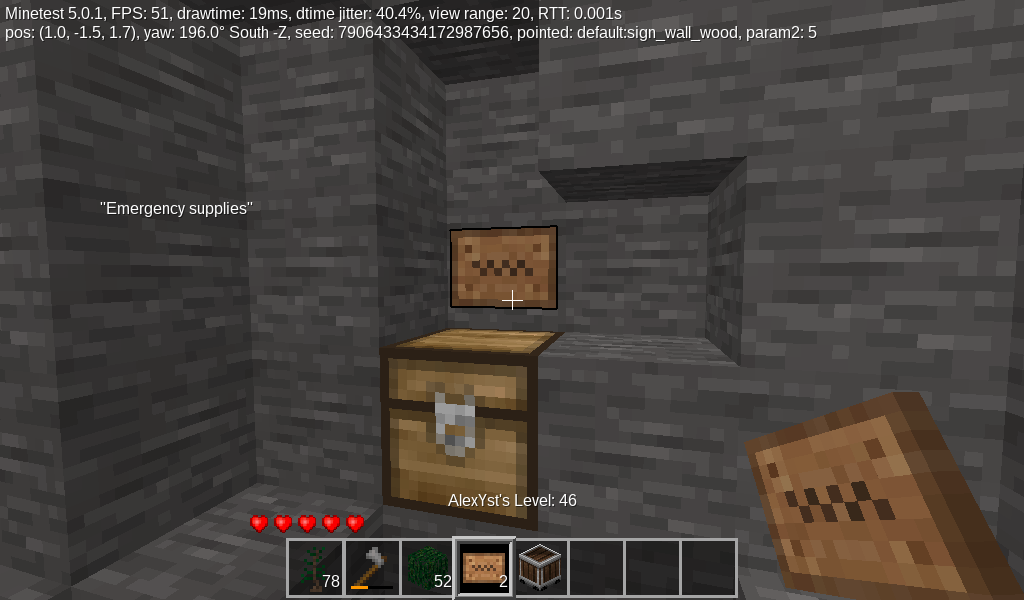 Minetest 5.0.1, FPS: 51, drawtime: 19ms, dtime jitter: 40.4%, view range: 20, RTT: 0.001s
pos: (1.0, -1.5, 1.7), yaw: 196.0° South -Z, seed: 7906433434172987656, pointed: default:sign_wall_wood, param2: 5
"Emergency supplies"
AlexYst's Level: 46
78
52
2